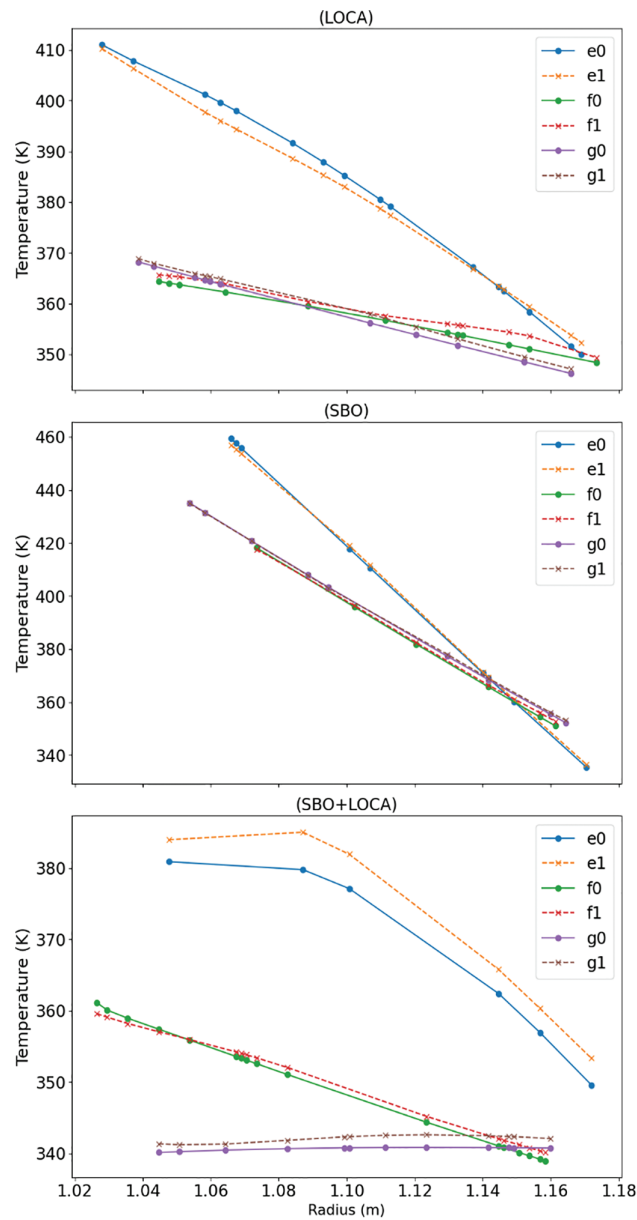 (LOCA)
Temperature (K)
410
400
390
380
370
360
350
e0
e1
f0
f1
g0
g1
(SBO)
Temperature (K)
460
440
420
400
380
360
340
e0
e1
f0
f1
g0
g1
(SBO+LOCA)
Temperature (K)
380
370
360
350
340
e0
e1
f0
f1
g0
g1
1.02 1.04 1.06 1.08 1.10 1.12 1.14 1.16 1.18
Radius (m)